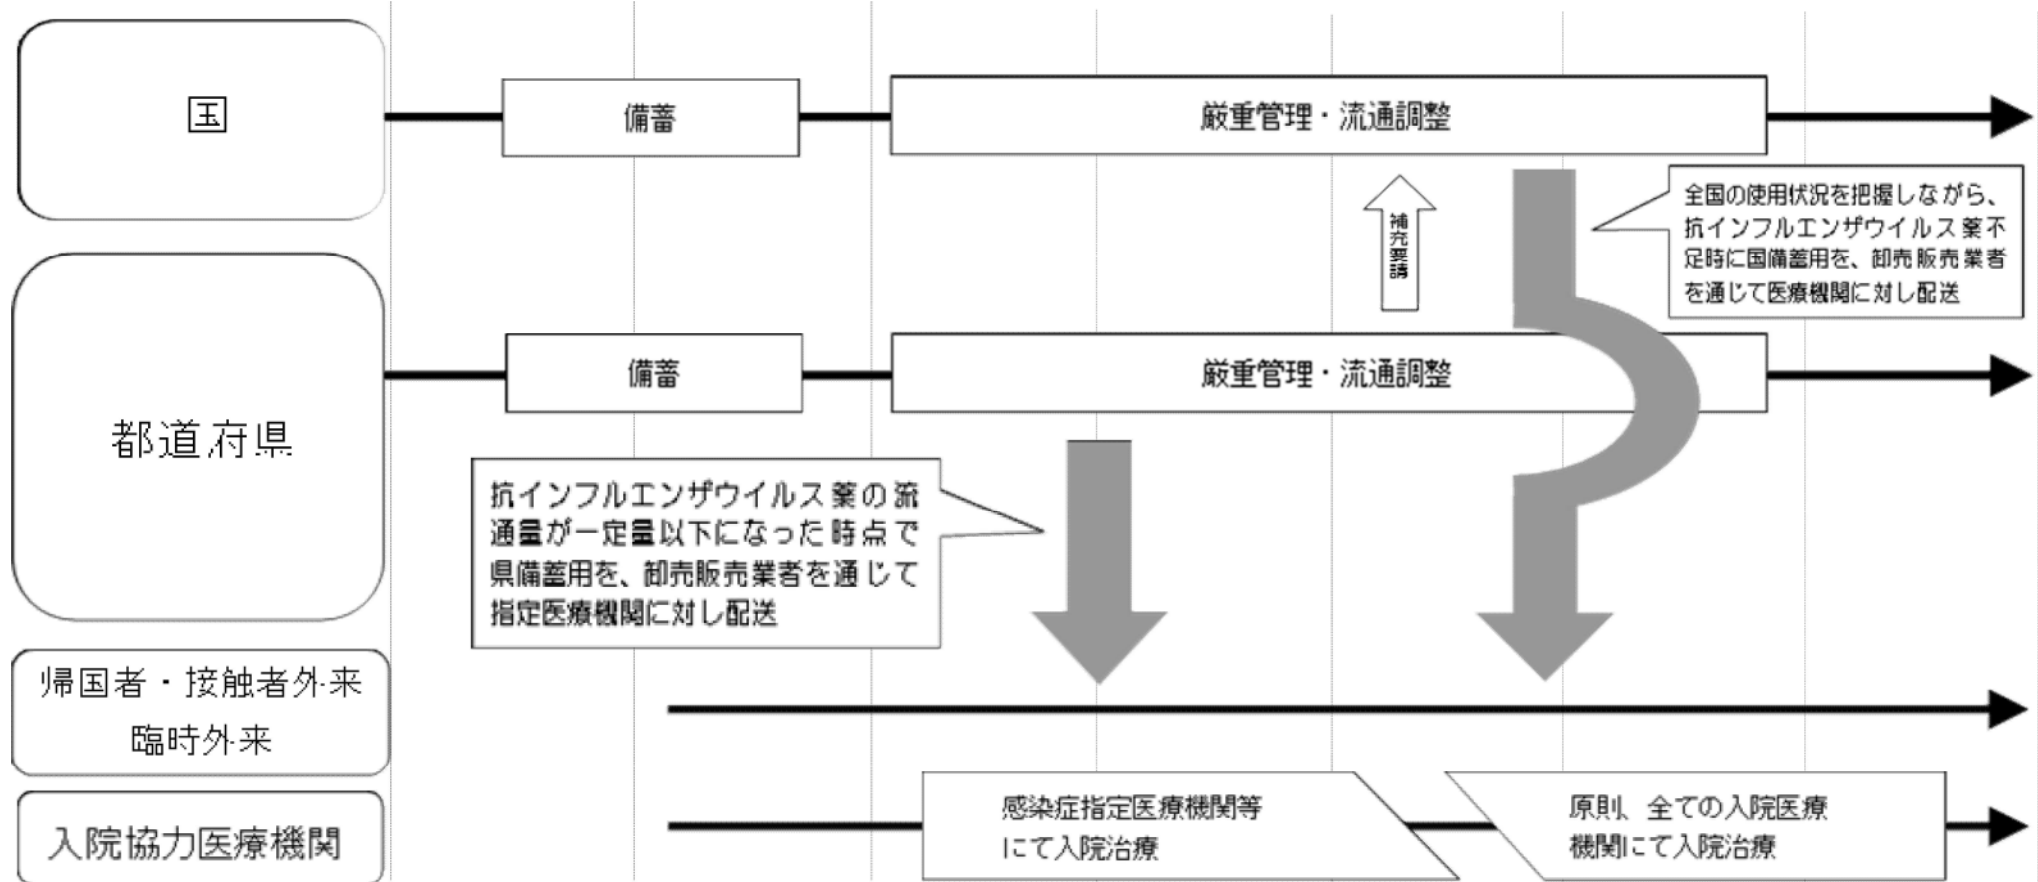 国
備蓄
厳重管理・流通調整
補充要請
全国の使用状況を把握しながら、
抗インフルエンザウイルス薬不
足時に国備蓄用を、卸売販売業者
を通じて医療機関に対し配送
都道府県
備蓄
厳重管理・流通調整
抗インフルエンザウイルス薬の流
通量が一定量以下になった時点で
県備蓄用を、卸売販売業者を通じて
指定医療機関に対し配送
帰国者・接触者外来
臨時外来
入院協力医療機関
感染症指定医療機関等
にて入院治療
原則、全ての入院医療
機関にて入院治療